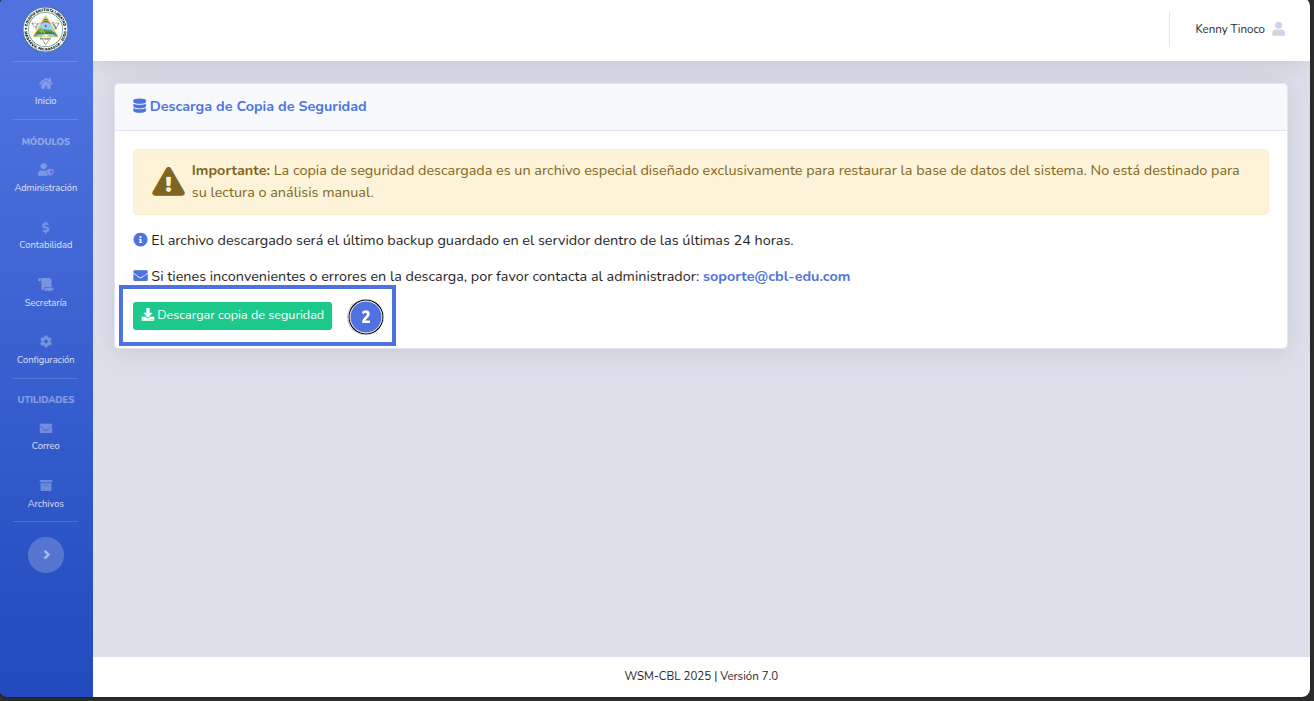 Kenny Tinoco
Inicio
MÓDULOS
Administración
Contabilidad
Secretaría
Configuración
UTILIDADES
Correo
Archivos
Descarga de Copia de Seguridad
Importante: La copia de seguridad descargada es un archivo especial diseñado exclusivamente para restaurar la base de datos del sistema. No está destinado para
su lectura o análisis manual.
El archivo descargado será el último backup guardado en el servidor dentro de las últimas 24 horas.
Si tienes inconvenientes o errores en la descarga, por favor contacta al administrador: soporte@cbl-edu.com
Descargar copia de seguridad
2
WSM-CBL 2025 | Versión 7.0